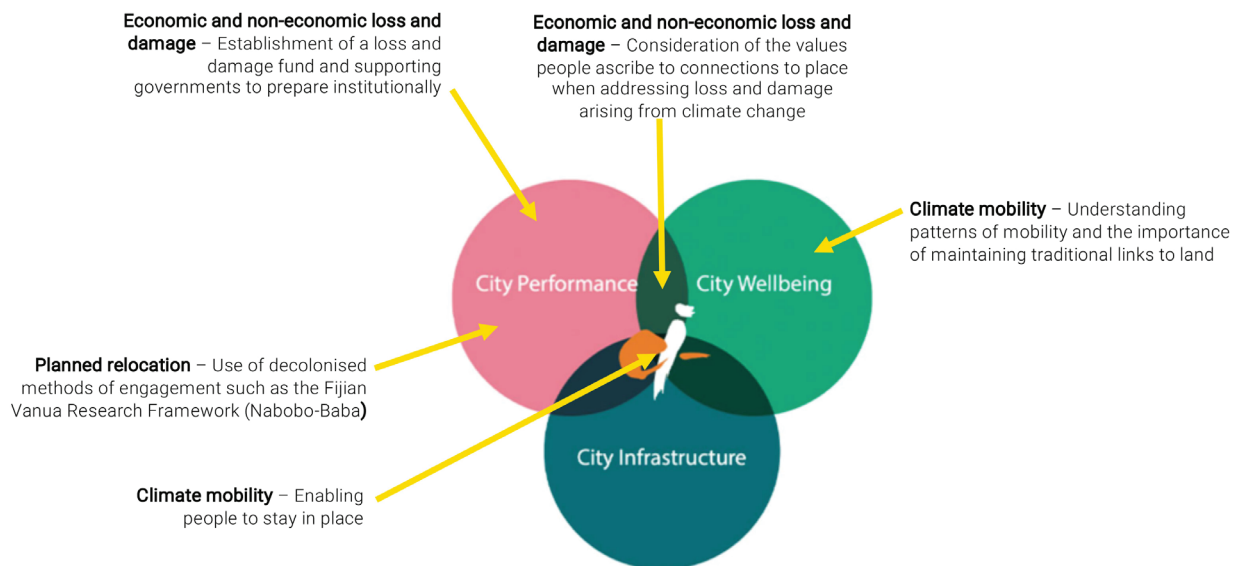 Economic and non-economic loss and
damage – Establishment of a loss and
damage fund and supporting
governments to prepare institutionally
Economic and non-economic loss and
damage – Consideration of the values
people ascribe to connections to place
when addressing loss and damage
arising from climate change
Climate mobility – Understanding
patterns of mobility and the importance
of maintaining traditional links to land
City Performance
City Wellbeing
Planned relocation – Use of decolonised
methods of engagement such as the Fijian
Vanua Research Framework (Nabobo-Baba)
City Infrastructure
Climate mobility – Enabling
people to stay in place